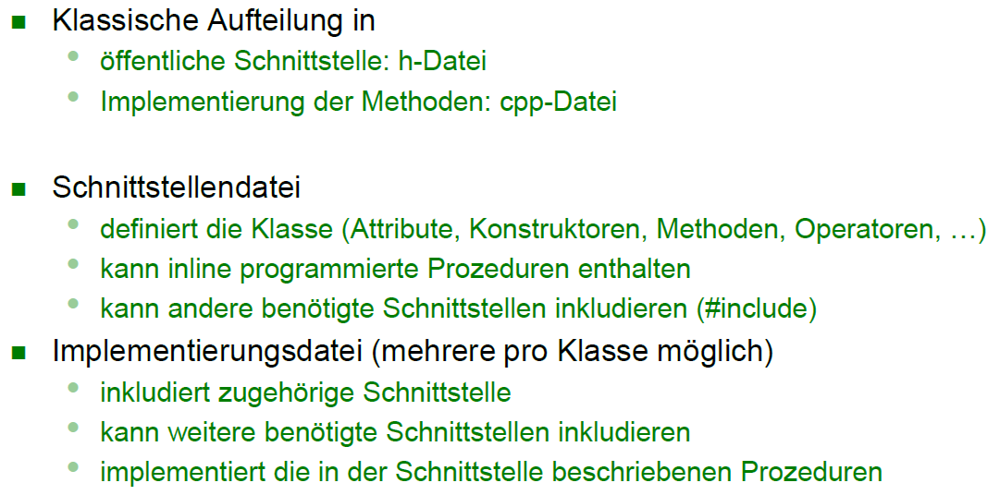 Klassische Aufteilung in
öffentliche Schnittstelle: h-Datei
Implementierung der Methoden: cpp-Datei
Schnittstellendatei
definiert die Klasse (Attribute, Konstruktoren, Methoden, Operatoren, …)
kann inline programmierte Prozeduren enthalten
kann andere benötigte Schnittstellen inkludieren (#include)
Implementierungsdatei (mehrere pro Klasse möglich)
inkludiert zugehörige Schnittstelle
kann weitere benötigte Schnittstellen inkludieren
implementiert die in der Schnittstelle beschriebenen Prozeduren